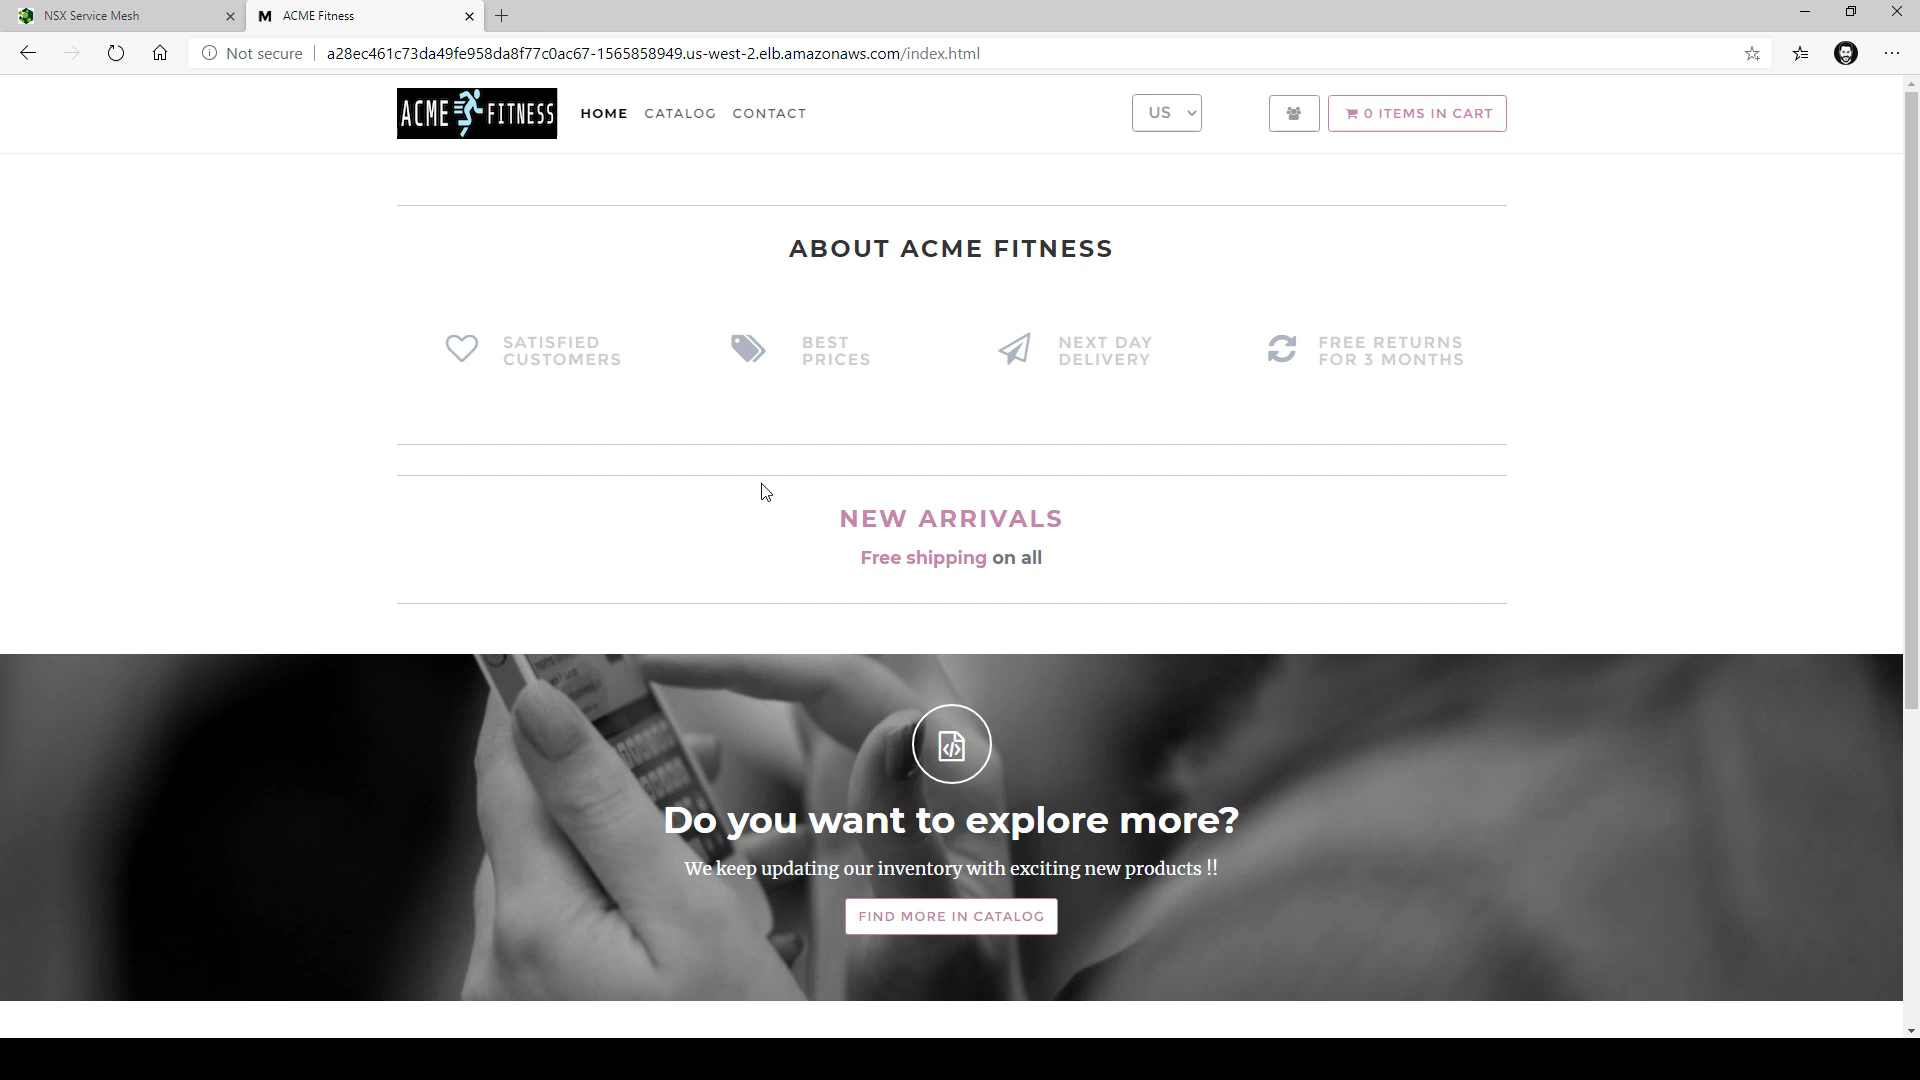 NSX Service Mesh
M ACME Fitness
Not secure
a28ec461c73da49fe958da8f77c0ac67-1565858949.us-west-2.elb.amazonaws.com/index.html
ACME FITNESS
HOME CATALOG CONTACT
US
0 ITEMS IN CART
ABOUT ACME FITNESS
SATISFIED
CUSTOMERS
BEST
PRICES
NEXT DAY
DELIVERY
FREE RETURNS
FOR 3 MONTHS
NEW ARRIVALS
Free shipping on all
Do you want to explore more?
We keep updating our inventory with exciting new products !!
FIND MORE IN CATALOG